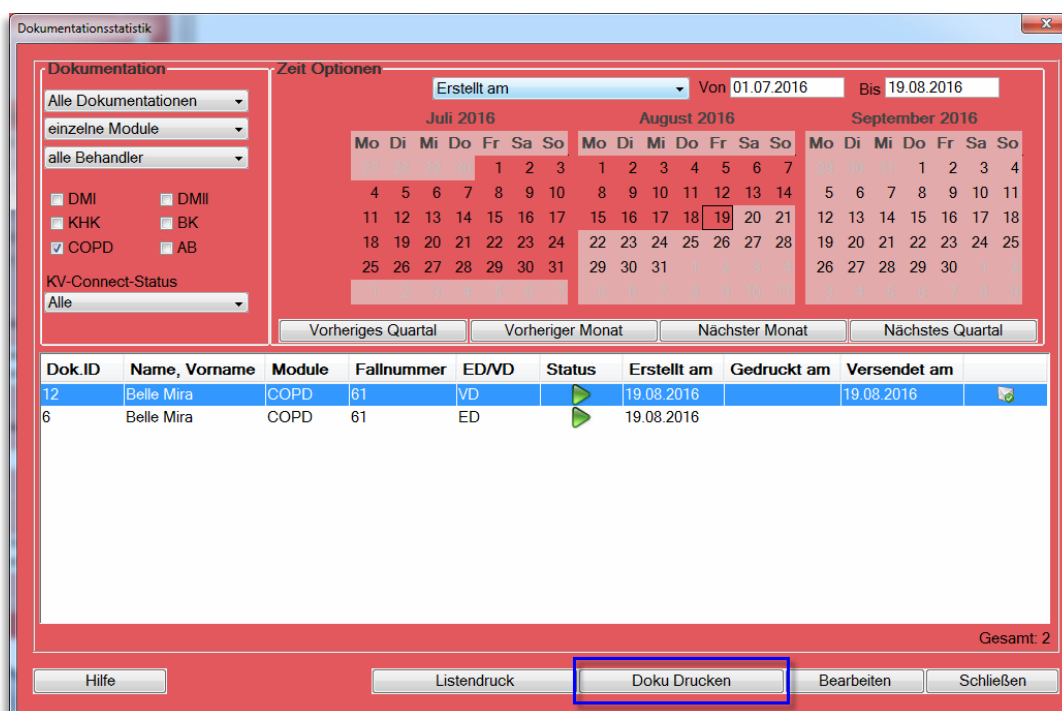 Dokumentationsstatistik
Dokumentation
Alle Dokumentationen
einzelne Module
alle Behandler
DMI DMII
KHK BK
COPD AB
KV-Connect-Status
Alle
Zeit Optionen
Erstellt am Von 01.07.2016 Bis 19.08.2016
Juli 2016
Mo Di Mi Do Fr Sa So
1 2 3
4 5 6 7 8 9 10
11 12 13 14 15 16 17
18 19 20 21 22 23 24
25 26 27 28 29 30 31
August 2016
Mo Di Mi Do Fr Sa So
1 2 3 4 5 6 7
8 9 10 11 12 13 14
15 16 17 18 19 20 21
22 23 24 25 26 27 28
29 30 31
September 2016
Mo Di Mi Do Fr Sa So
1 2 3 4
5 6 7 8 9 10 11
12 13 14 15 16 17 18
19 20 21 22 23 24 25
26 27 28 29 30
Vorheriges Quartal Vorheriger Monat Nächster Monat Nächstes Quartal
Dok.ID Name, Vorname Module Fallnummer ED/VD Status Erstellt am Gedruckt am Versendet am
12 Belle Mira COPD 61 VD 19.08.2016 19.08.2016
6 Belle Mira COPD 61 ED 19.08.2016
Gesamt: 2
Hilfe Listendruck Doku Drucken Bearbeiten Schließen